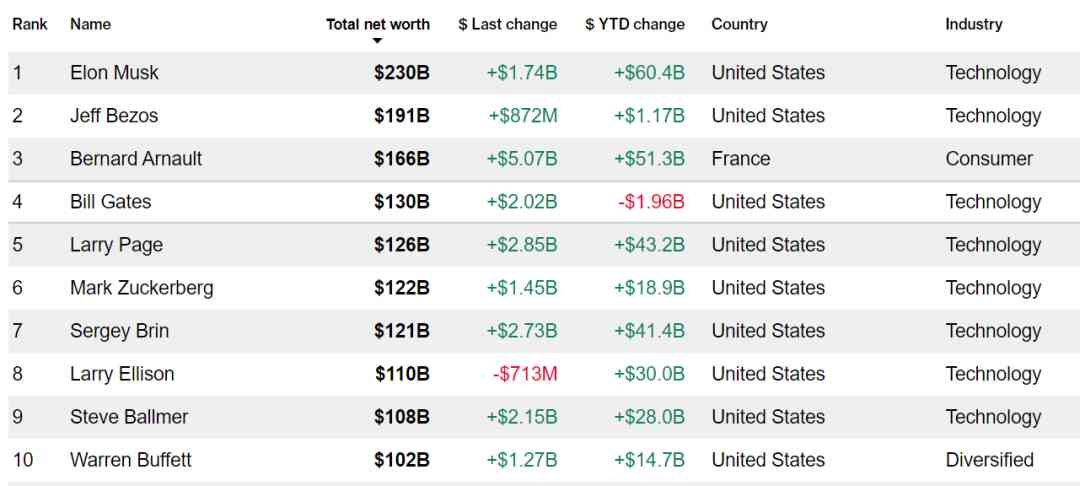 Rank Name Total net worth $ Last change $ YTD change Country Industry
1 Elon Musk $230B +$1.74B +$60.4B United States Technology
2 Jeff Bezos $191B +$872M +$1.17B United States Technology
3 Bernard Arnault $166B +$5.07B +$51.3B France Consumer
4 Bill Gates $130B +$2.02B -$1.96B United States Technology
5 Larry Page $126B +$2.85B +$43.2B United States Technology
6 Mark Zuckerberg $122B +$1.45B +$18.9B United States Technology
7 Sergey Brin $121B +$2.73B +$41.4B United States Technology
8 Larry Ellison $110B -$713M +$30.0B United States Technology
9 Steve Ballmer $108B +$2.15B +$28.0B United States Technology
10 Warren Buffett $102B +$1.27B +$14.7B United States Diversified